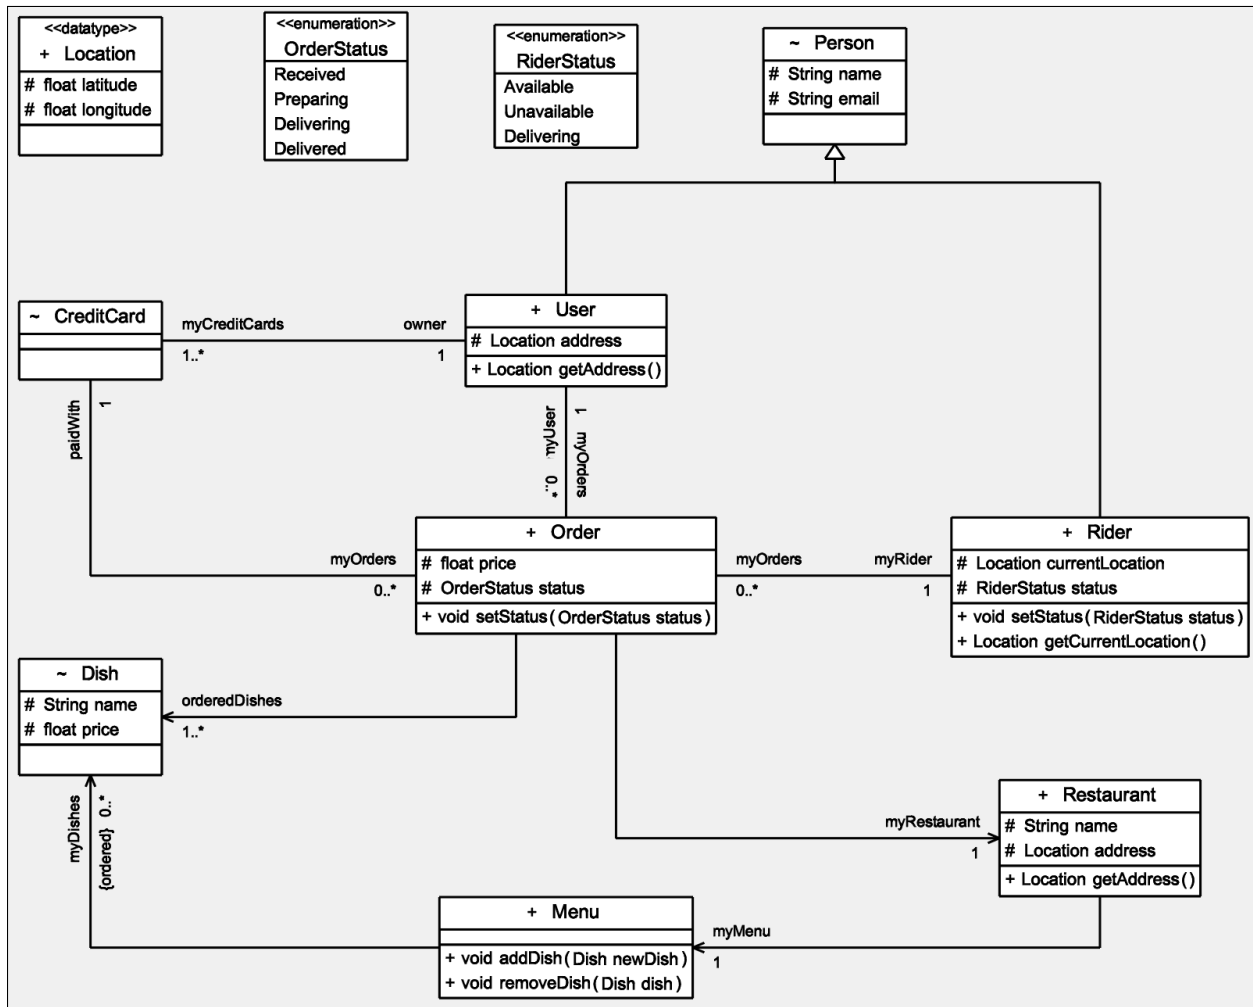 <<datatype>>
+ Location
# float latitude
# float longitude
<<enumeration>>
OrderStatus
Received
Preparing
Delivering
Delivered
<<enumeration>>
RiderStatus
Available
Unavailable
Delivering
~ Person
# String name
# String email
~ CreditCard
myCreditCards
1..*
owner
1
+ User
# Location address
+ Location getAddress()
paidWith
1
0..* myUser
1 myOrders
myOrders
0..*
+ Order
# float price
# OrderStatus status
+ void setStatus(OrderStatus status)
myOrders
0..*
myRider
1
+ Rider
# Location currentLocation
# RiderStatus status
+ void setStatus(RiderStatus status)
+ Location getCurrentLocation()
~ Dish
# String name
# float price
orderedDishes
1..*
myDishes
{ordered} 0..*
myRestaurant
1
+ Restaurant
# String name
# Location address
+ Location getAddress()
+ Menu
+ void addDish(Dish newDish)
+ void removeDish(Dish dish)
myMenu
1